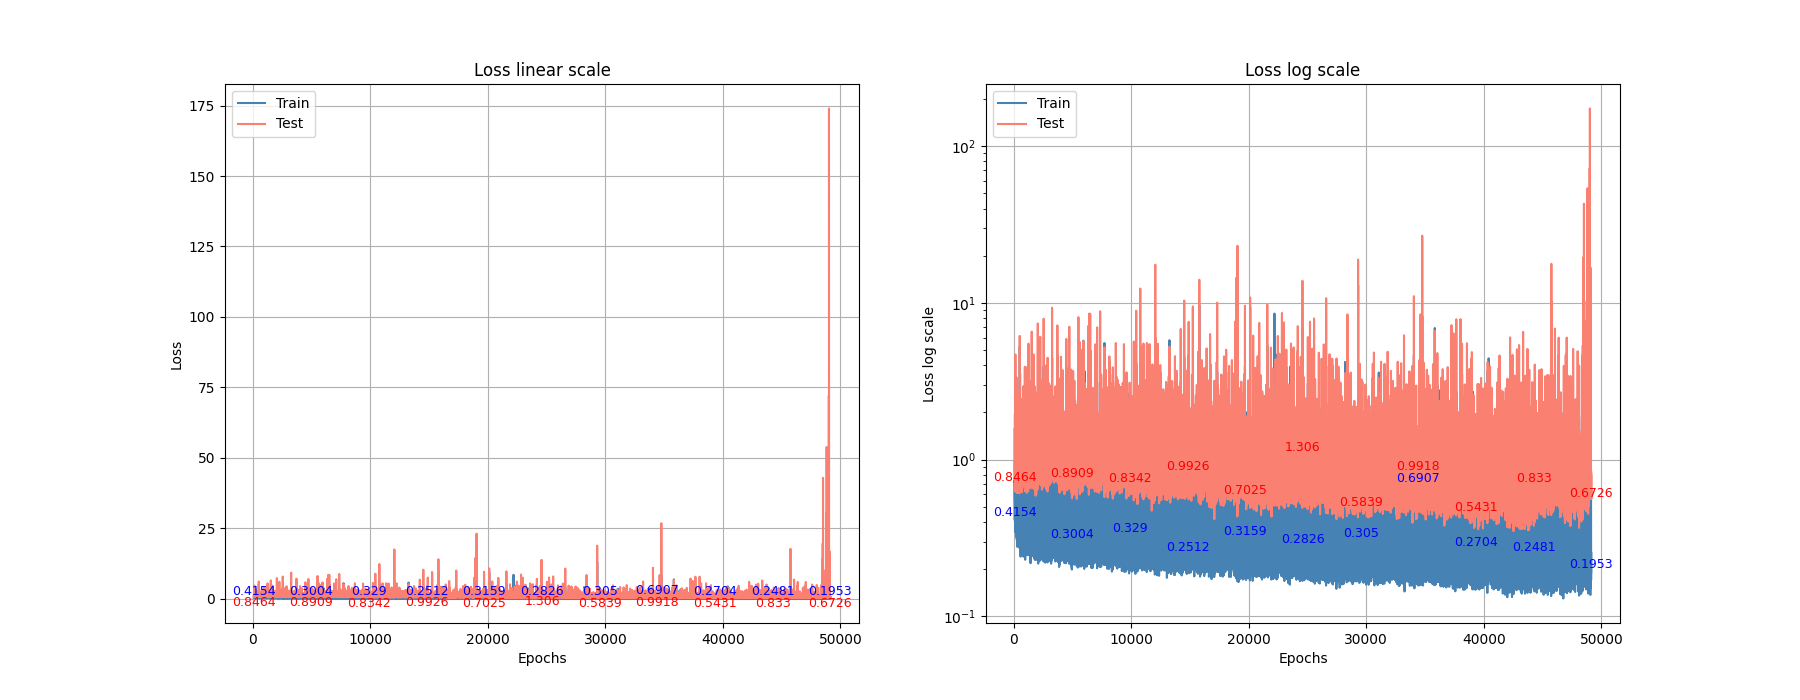 Loss linear scale
Train
Test
175
150
125
100
75
50
25
0
Loss
0.4154 0.3004 0.329 0.2512 0.3159 0.2826 0.305 0.6907 0.2704 0.2481 0.1953
0.8464 0.8909 0.8342 0.9926 0.7025 1.306 0.5839 0.9918 0.5431 0.833 0.6726
0 10000 20000 30000 40000 50000
Epochs
Loss log scale
Train
Test
10²
10¹
10⁰
10⁻¹
Loss log scale
1.306
0.8464 0.8909 0.8342 0.9926 0.7025 0.5839 0.9918 0.5431 0.833 0.6726
0.6907
0.4154 0.3004 0.329 0.2512 0.3159 0.2826 0.305 0.2704 0.2481 0.1953
0 10000 20000 30000 40000 50000
Epochs